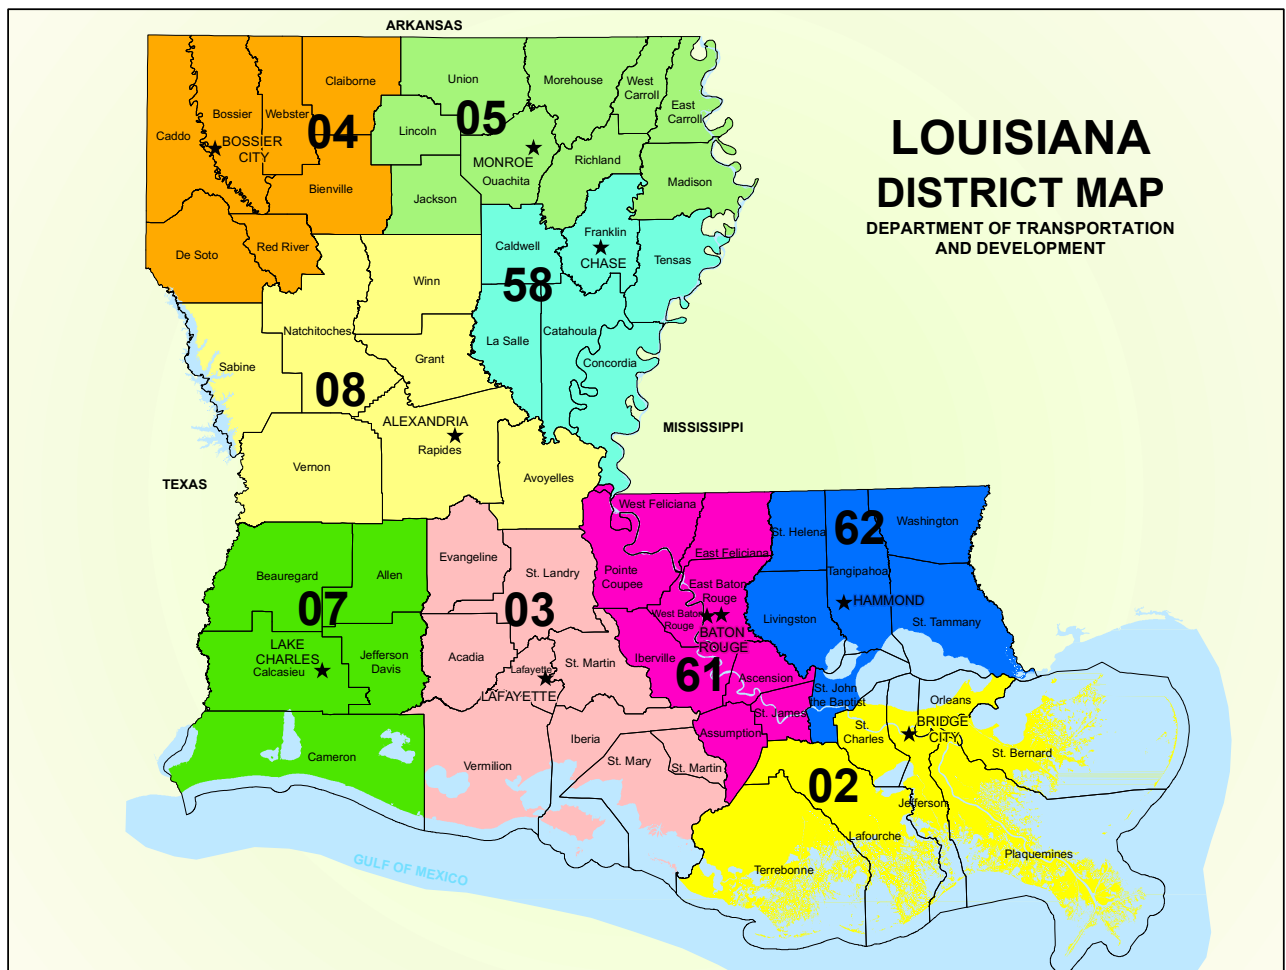 ARKANSAS
LOUISIANA
DISTRICT MAP
DEPARTMENT OF TRANSPORTATION
AND DEVELOPMENT
Caddo
Bossier
Webster
Claiborne
04
BOSSIER
CITY
Bienville
De Soto
Red River
Union
Morehouse
West
Carroll
East
Carroll
05
Lincoln
MONROE
Ouachita
Richland
Madison
Jackson
Caldwell
Franklin
CHASE
Tensas
58
La Salle
Catahoula
Concordia
Winn
Natchitoches
Grant
Sabine
08
ALEXANDRIA
Rapides
Vernon
Avoyelles
MISSISSIPPI
TEXAS
Beauregard
Allen
07
LAKE
CHARLES
Calcasieu
Jefferson
Davis
Cameron
Evangeline
St. Landry
03
Acadia
Lafayette
LAFAYETTE
St. Martin
Vermilion
Iberia
St. Mary
St. Martin
West Feliciana
East Feliciana
Pointe
Coupee
East Baton
Rouge
West Baton
Rouge
BATON
ROUGE
Iberville
61
Ascension
St. James
Assumption
St. Helena
62
Washington
Tangipahoa
HAMMOND
Livingston
St. Tammany
St. John
the Baptist
St.
Charles
Orleans
BRIDGE
CITY
St. Bernard
02
Jefferson
Lafourche
Plaquemines
Terrebonne
GULF OF MEXICO